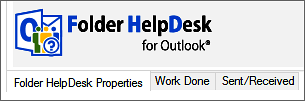 Folder HelpDesk
for Outlook®
Folder HelpDesk Properties Work Done Sent/Received